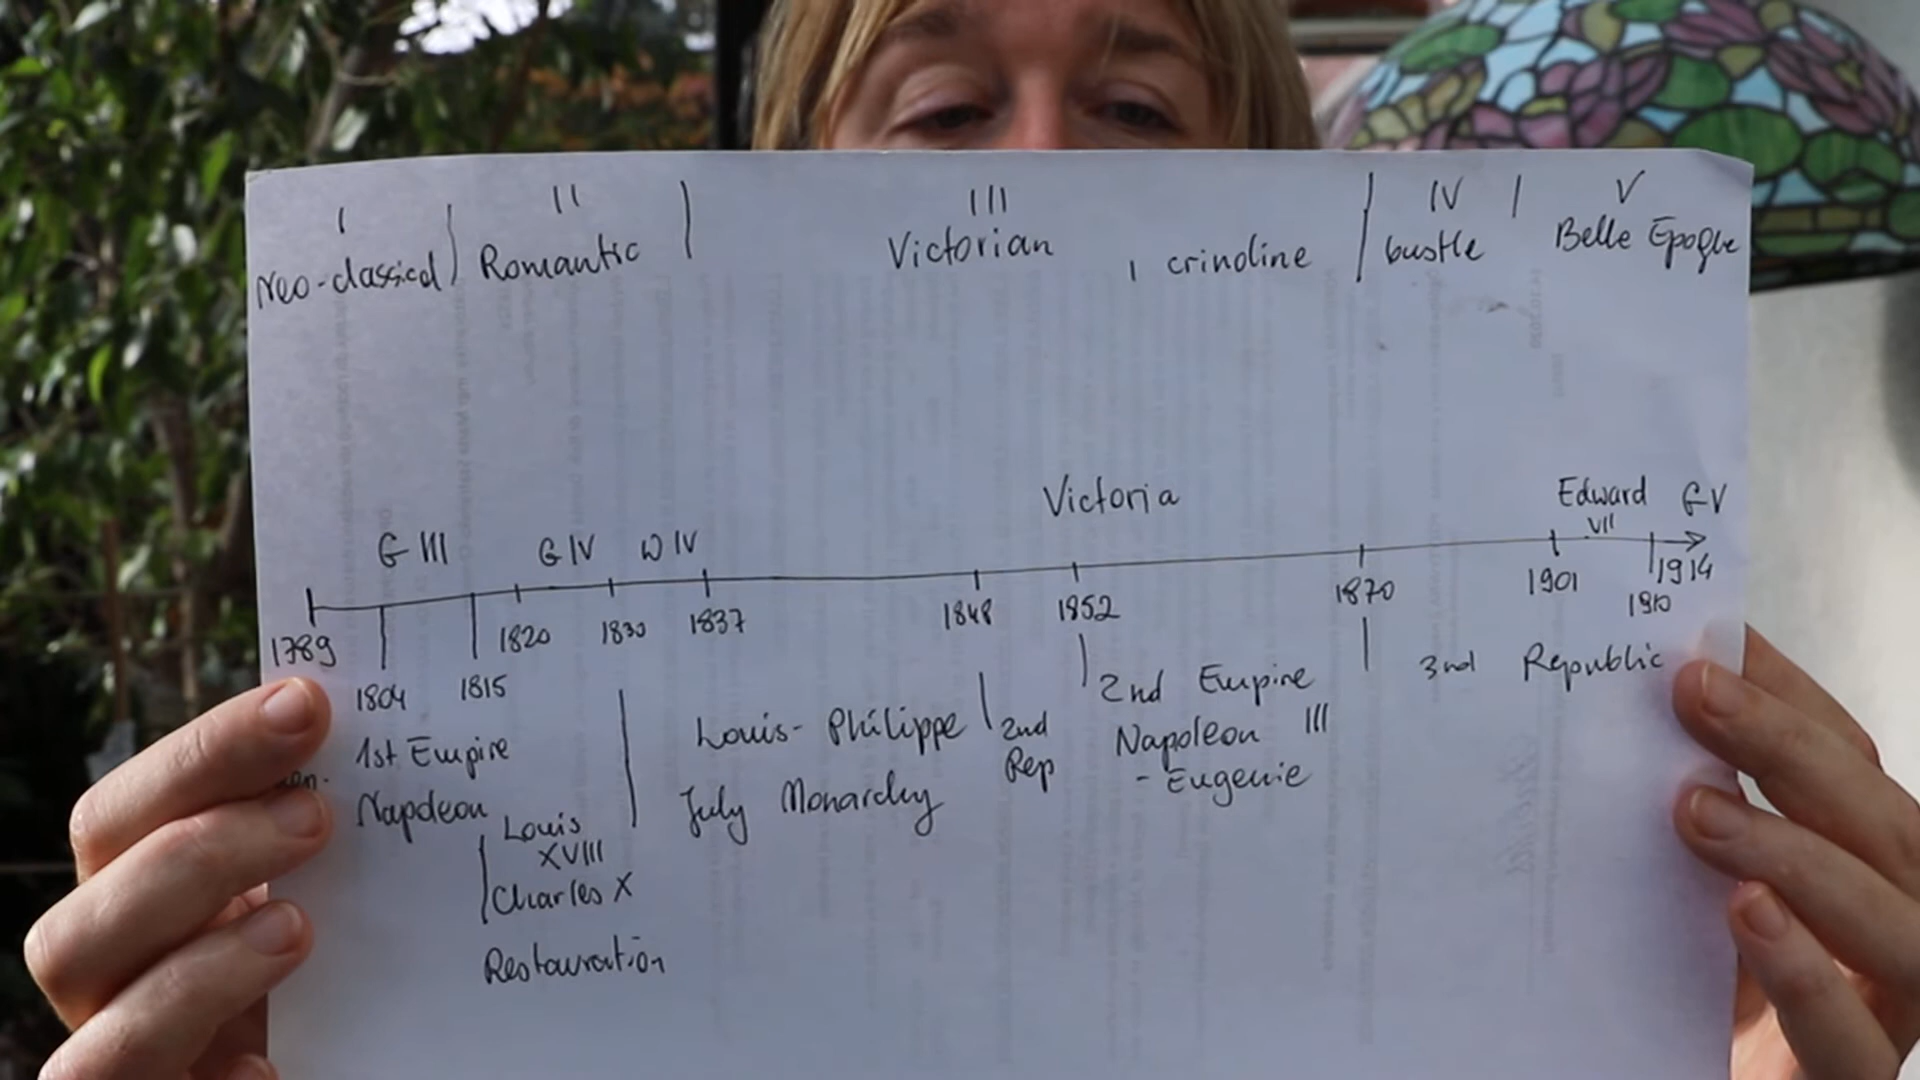 I II III IV V
Neo-classical Romantic Victorian crinoline bustle Belle Epoque
Victoria Edward VII G V
G III G IV W IV
1789 1804 1815 1820 1830 1837 1848 1852 1870 1901 1910 1914
1st Empire
Napoleon
Louis
XVIII
Charles X
Restauration
Louis-Philippe
July Monarchy
2nd
Rep
2nd Empire
Napoleon III
- Eugenie
3nd Republic